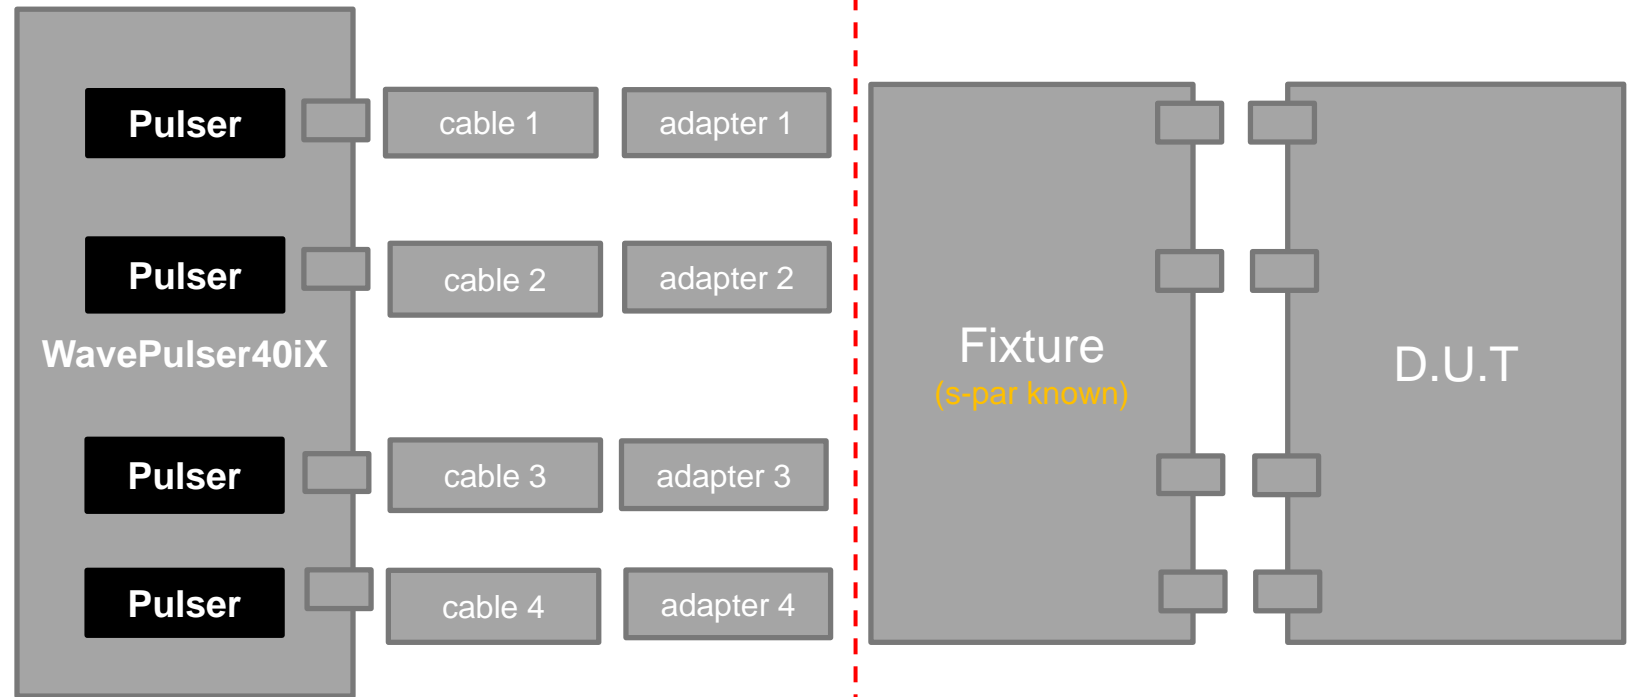 Pulser
cable 1
adapter 1
Pulser
cable 2
adapter 2
WavePulser40iX
Fixture
(s-par known)
D.U.T
Pulser
cable 3
adapter 3
Pulser
cable 4
adapter 4